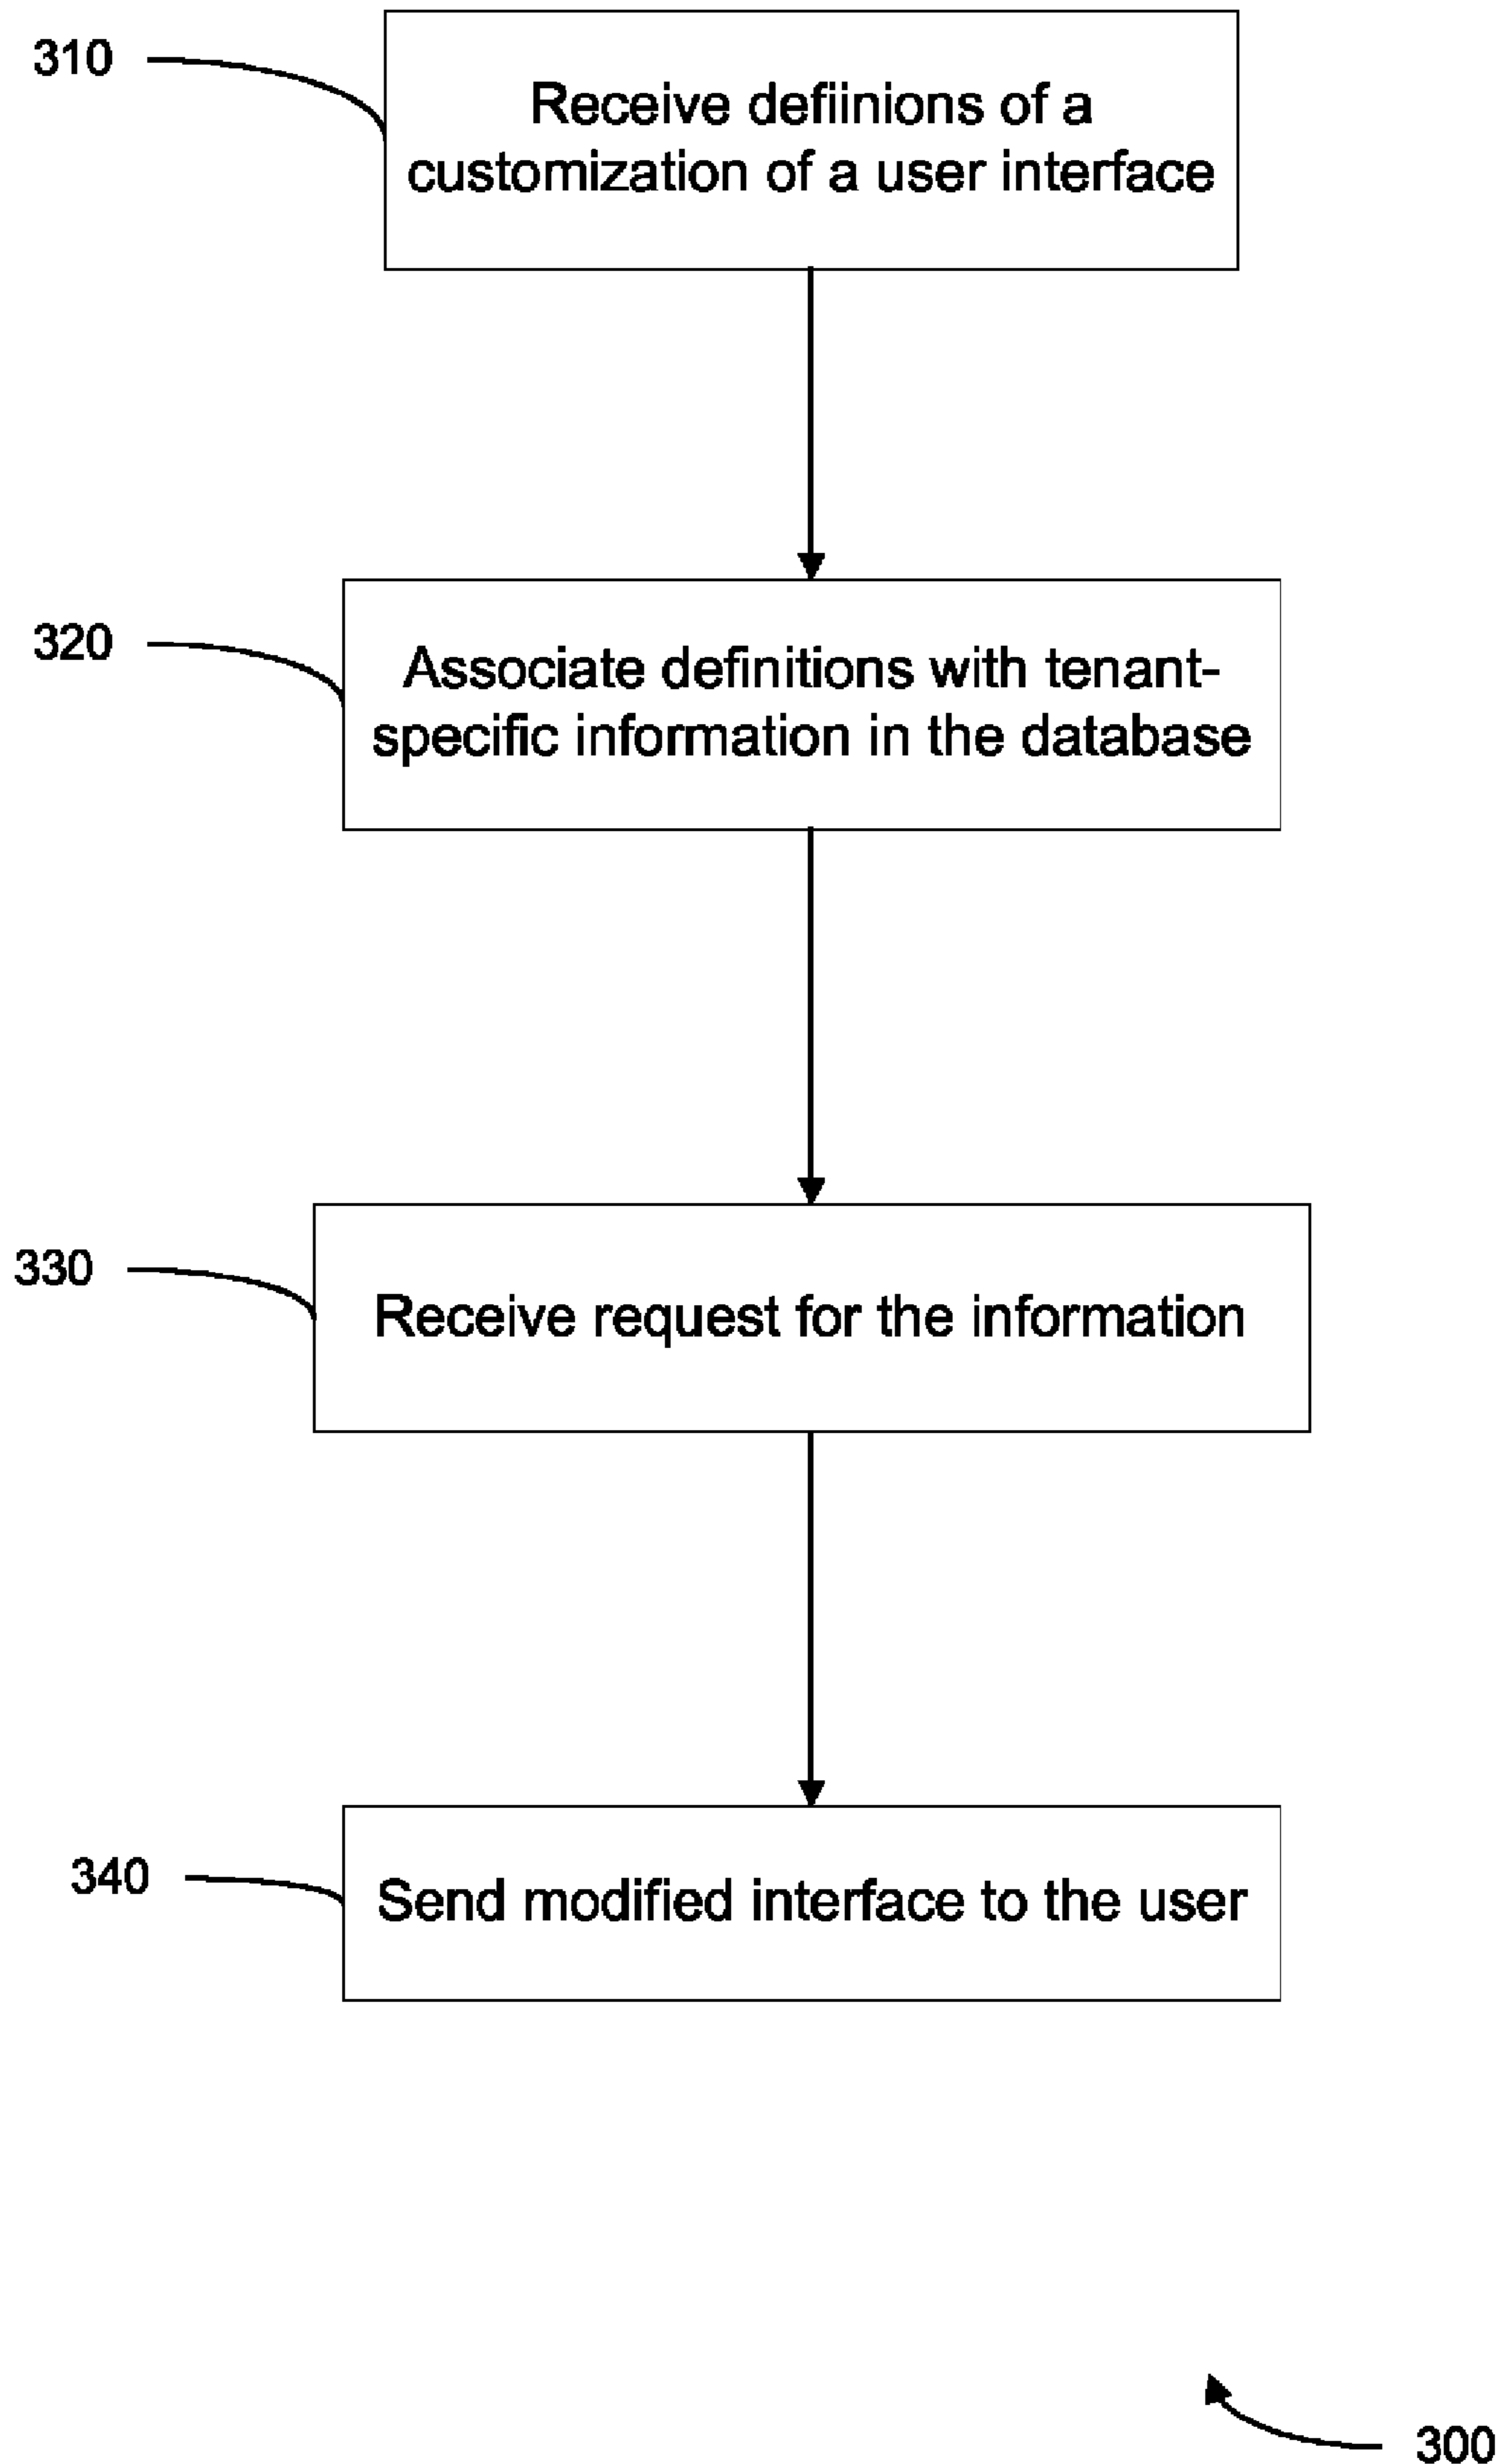 310
Receive defiinions of a
customization of a user interface
320
Associate definitions with tenant-
specific information in the database
330
Receive request for the information
340
Send modified interface to the user
300